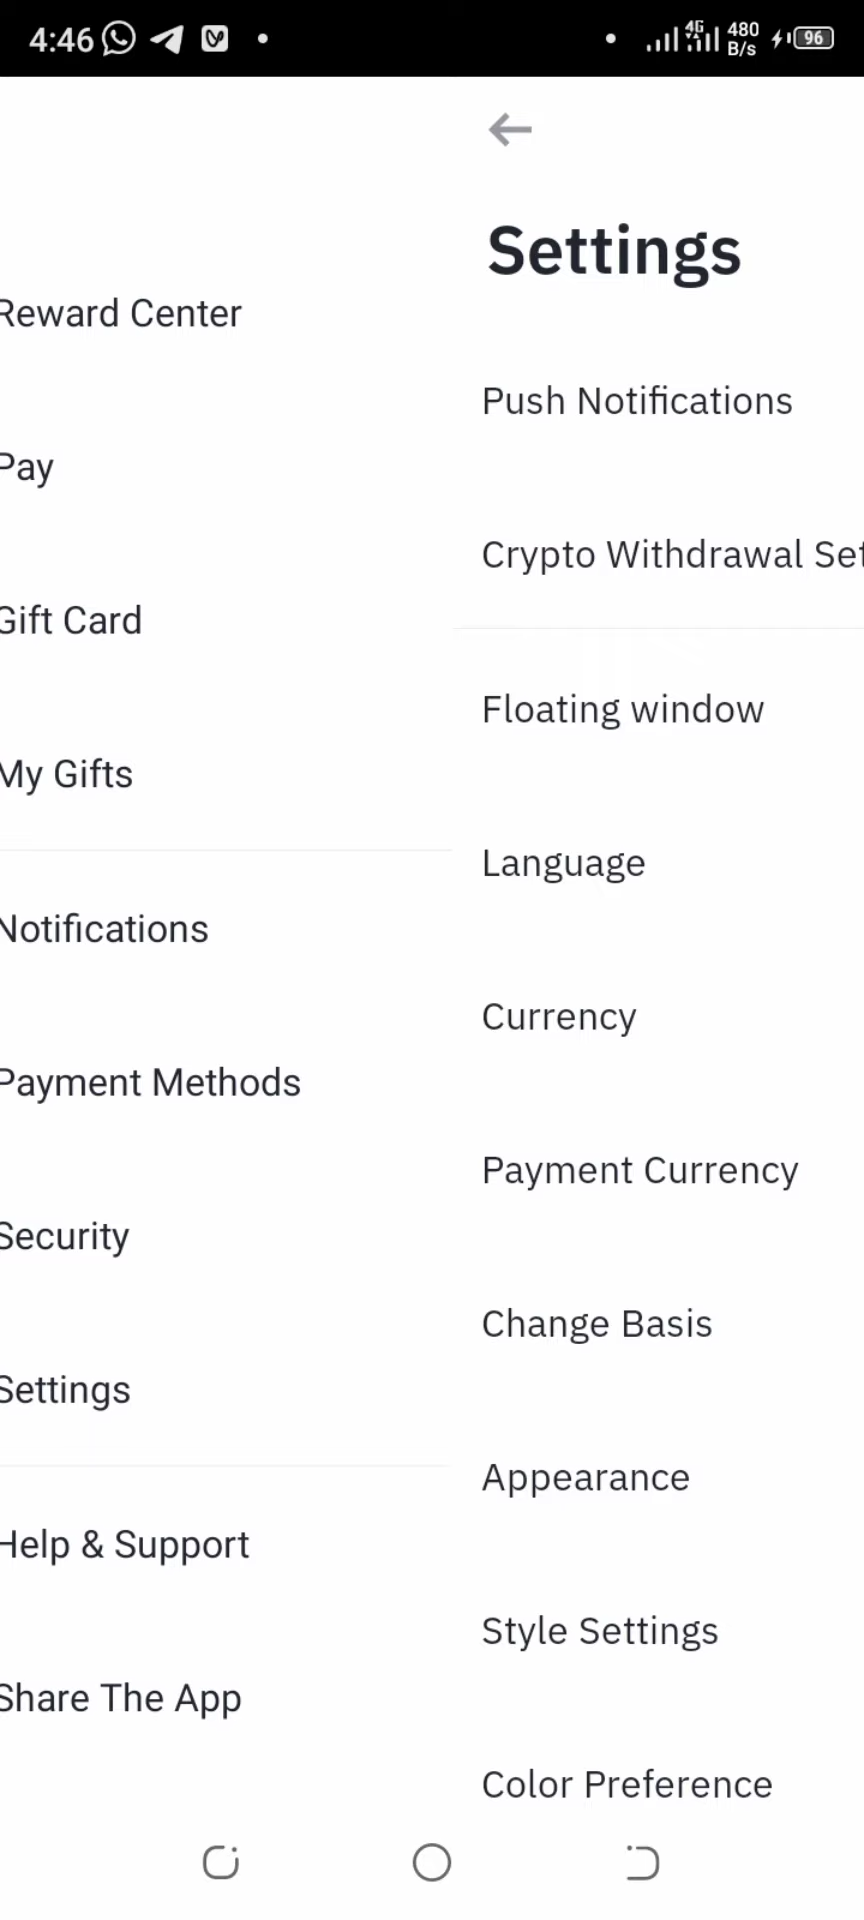 4:46
4G
480
B/s
96
Reward Center
Pay
Gift Card
My Gifts
Notifications
Payment Methods
Security
Settings
Help & Support
Share The App
Settings
Push Notifications
Crypto Withdrawal Set
Floating window
Language
Currency
Payment Currency
Change Basis
Appearance
Style Settings
Color Preference